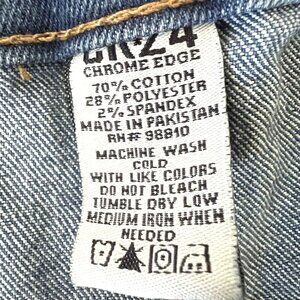 CR-24
CHROME EDGE
70% COTTON
28% POLYESTER
2% SPANDEX
MADE IN PAKISTAN
RN# 98810
MACHINE WASH
COLD
WITH LIKE COLORS
DO NOT BLEACH
TUMBLE DRY LOW
MEDIUM IRON WHEN
NEEDED